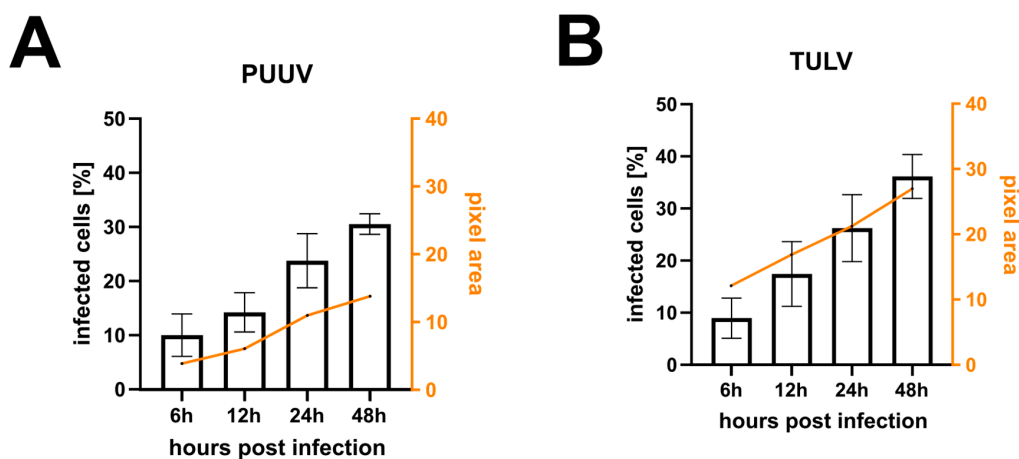 A
PUUV
infected cells [%]
50
40
30
20
10
0
40
30
20
10
0
pixel area
6h 12h 24h 48h
hours post infection
B
TULV
infected cells [%]
50
40
30
20
10
0
40
30
20
10
0
pixel area
6h 12h 24h 48h
hours post infection